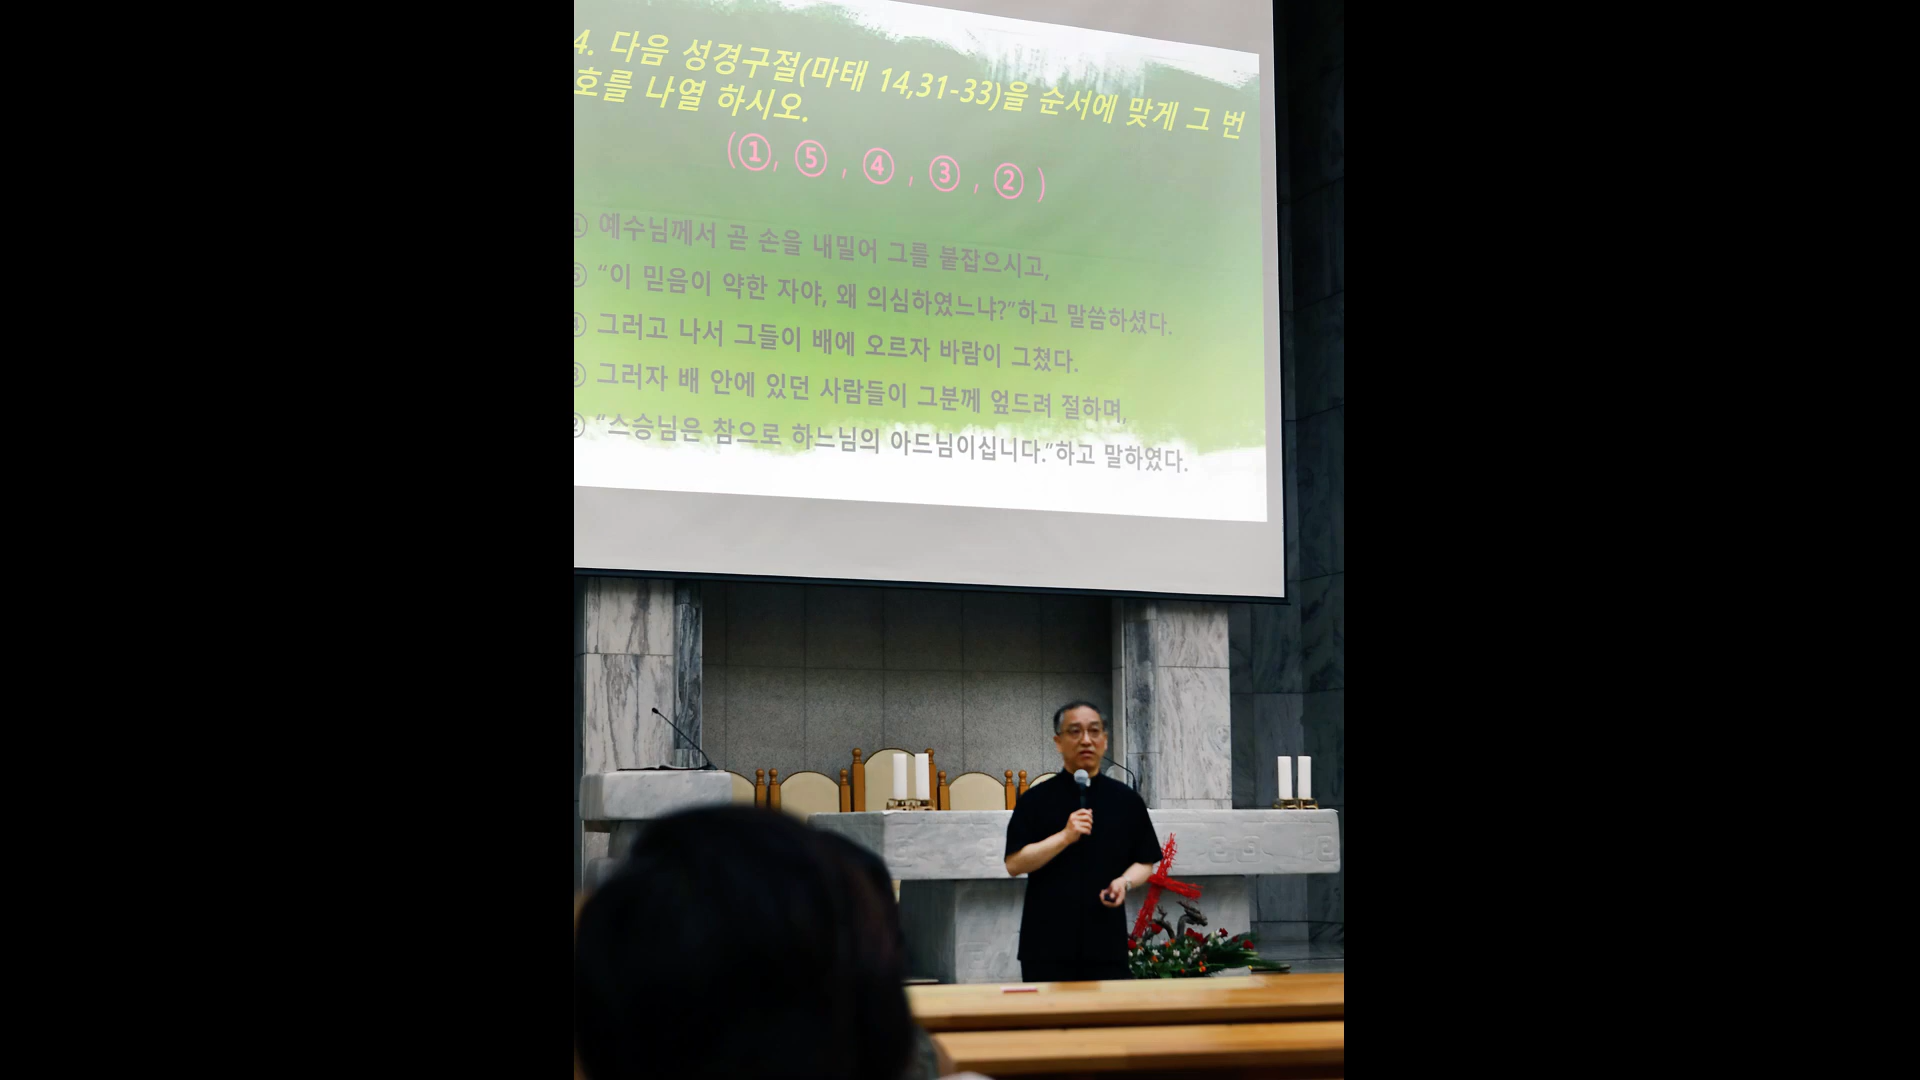 4. 다음 성경구절(마태 14,31-33)을 순서에 맞게 그 번
호를 나열 하시오.
(①, ⑤ , ④ , ③ , ② )
① 예수님께서 곧 손을 내밀어 그를 붙잡으시고,
⑤ “이 믿음이 약한 자야, 왜 의심하였느냐?”하고 말씀하셨다.
④ 그러고 나서 그들이 배에 오르자 바람이 그쳤다.
③ 그러자 배 안에 있던 사람들이 그분께 엎드려 절하며,
② “스승님은 참으로 하느님의 아드님이십니다.”하고 말하였다.